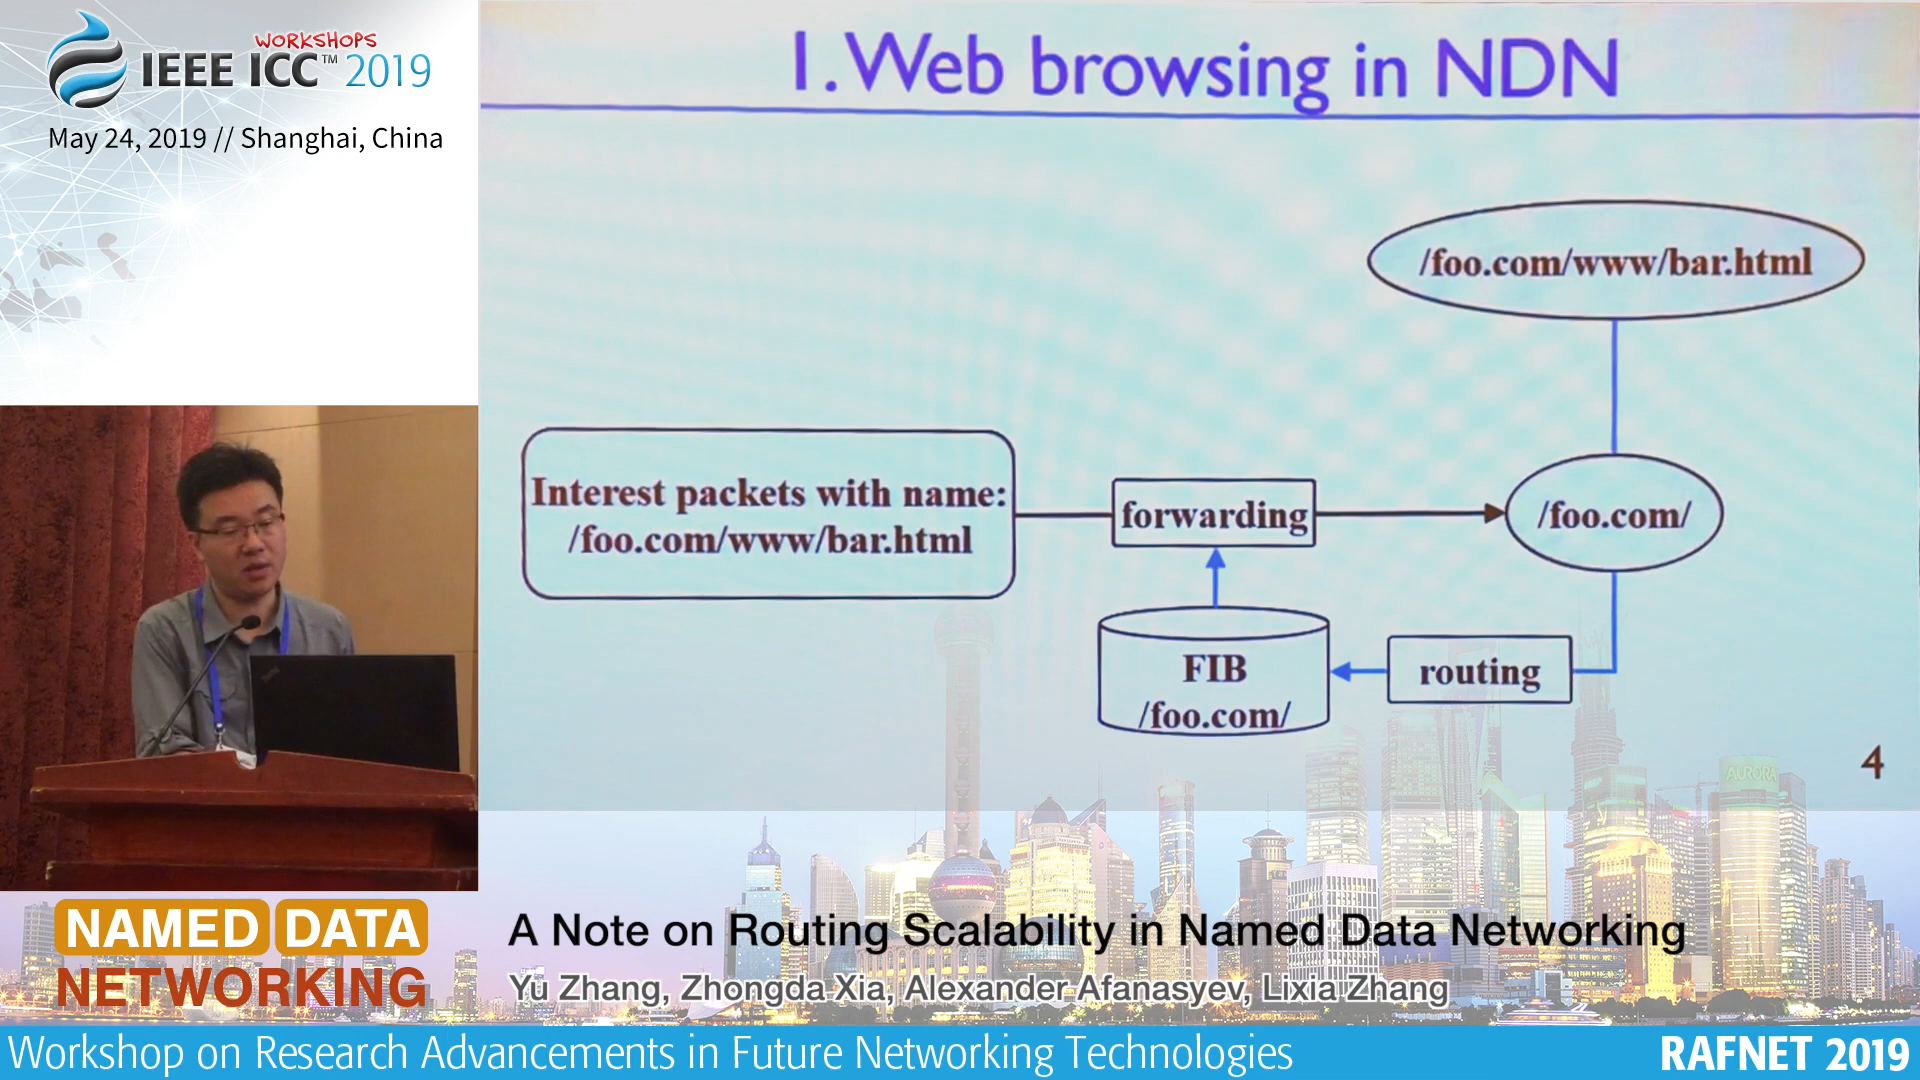 WORKSHOPS
IEEE ICC™ 2019
May 24, 2019 // Shanghai, China
1. Web browsing in NDN
/foo.com/www/bar.html
Interest packets with name:
/foo.com/www/bar.html
forwarding
/foo.com/
FIB
/foo.com/
routing
4
AURORA
NAMED DATA
NETWORKING
A Note on Routing Scalability in Named Data Networking
Yu Zhang, Zhongda Xia, Alexander Afanasyev, Lixia Zhang
Workshop on Research Advancements in Future Networking Technologies
RAFNET 2019